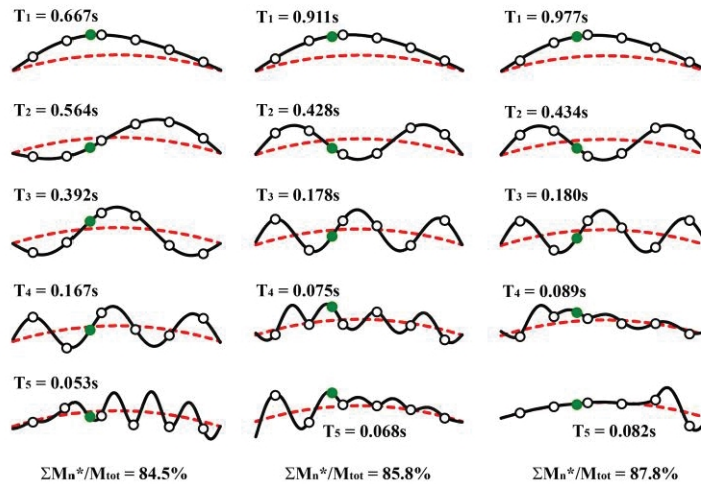 T1 = 0.667s T1 = 0.911s T1 = 0.977s
T2 = 0.564s T2 = 0.428s T2 = 0.434s
T3 = 0.392s T3 = 0.178s T3 = 0.180s
T4 = 0.167s T4 = 0.075s T4 = 0.089s
T5 = 0.053s
T5 = 0.068s T5 = 0.082s
ΣMn*/Mtot = 84.5% ΣMn*/Mtot = 85.8% ΣMn*/Mtot = 87.8%